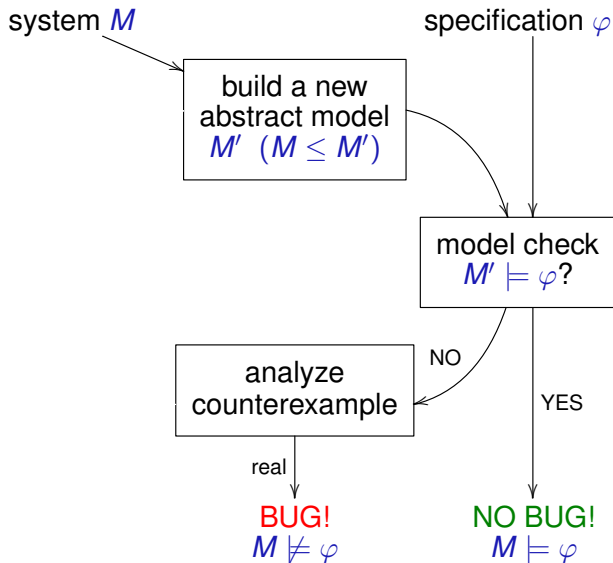 system M
specification φ
build a new
abstract model
M′ (M ≤ M′)
model check
M′ ⊨ φ?
NO
analyze
counterexample
YES
real
BUG!
M ⊭ φ
NO BUG!
M ⊨ φ